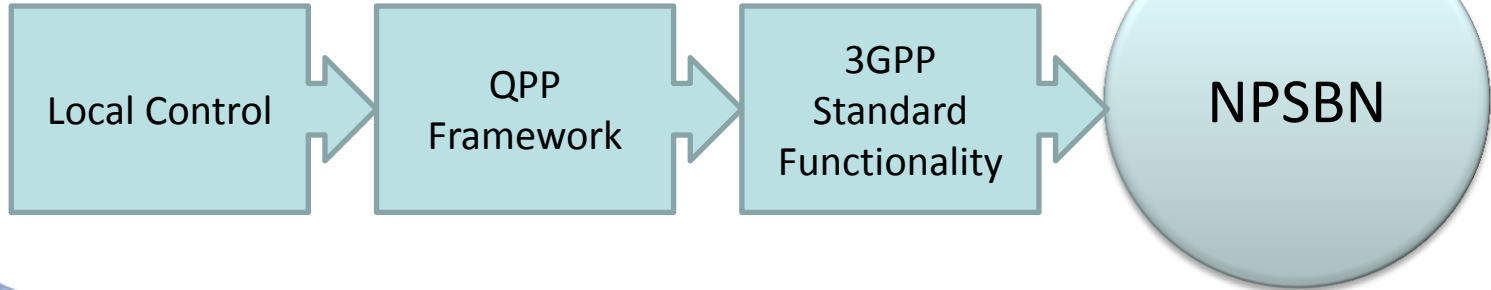 Local Control
QPP
Framework
3GPP
Standard
Functionality
NPSBN